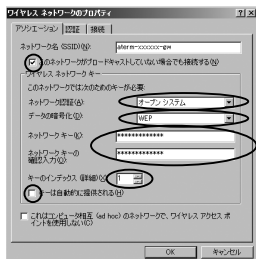 ワイヤレス ネットワークのプロパティ
アソシエーション 認証 接続
ネットワーク名 (SSID)(N): aterm-xxxxxx-gw
このネットワークがブロードキャストしていない場合でも接続する(N)
ワイヤレス ネットワーク キー
このネットワークでは次のためのキーが必要:
ネットワーク認証(A): オープン システム
データの暗号化(D): WEP
ネットワーク キー(K): *************
ネットワーク キーの
確認入力(O): *************
キーのインデックス (詳細)(X): 1
キーは自動的に提供される(H)
これはコンピュータ相互 (ad hoc) のネットワークで、ワイヤレス アクセス ポ
イントを使用しない(C)
OK キャンセル